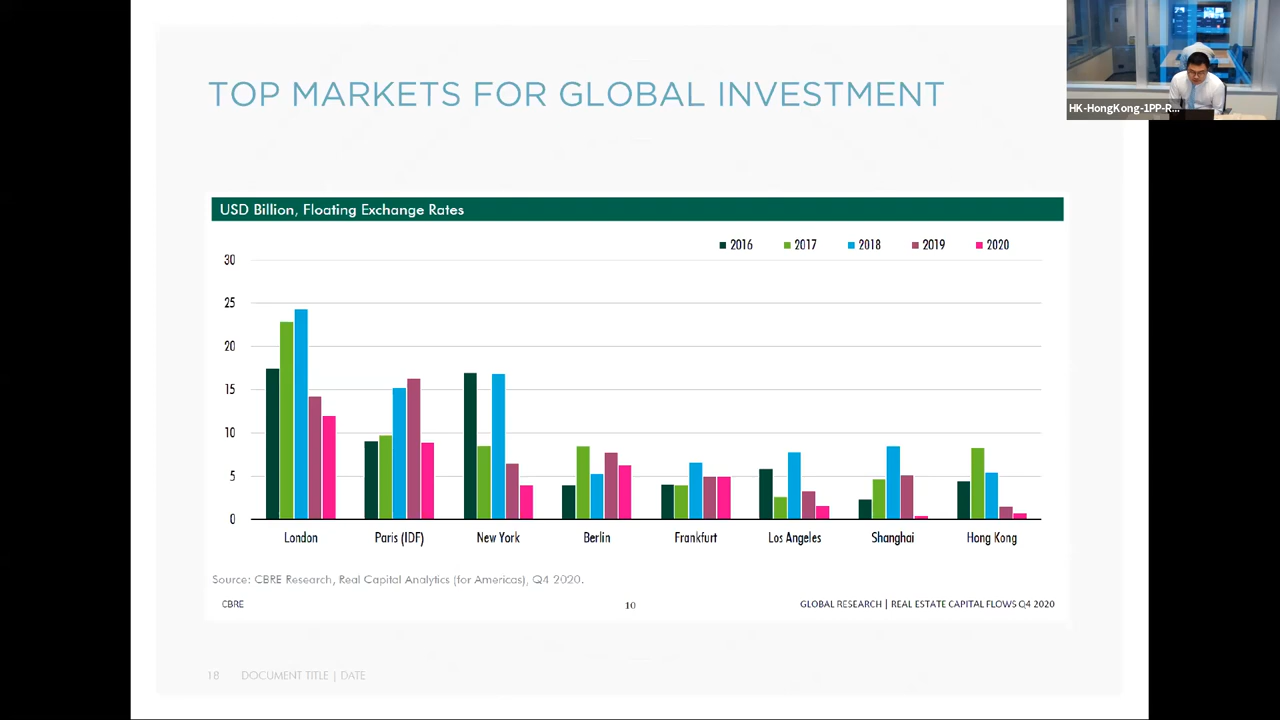 TOP MARKETS FOR GLOBAL INVESTMENT
HK-HongKong-1PP-R...
USD Billion, Floating Exchange Rates
2016 2017 2018 2019 2020
30
25
20
15
10
5
0
London Paris (IDF) New York Berlin Frankfurt Los Angeles Shanghai Hong Kong
Source: CBRE Research, Real Capital Analytics (for Americas), Q4 2020.
CBRE 10 GLOBAL RESEARCH | REAL ESTATE CAPITAL FLOWS Q4 2020
18 DOCUMENT TITLE | DATE